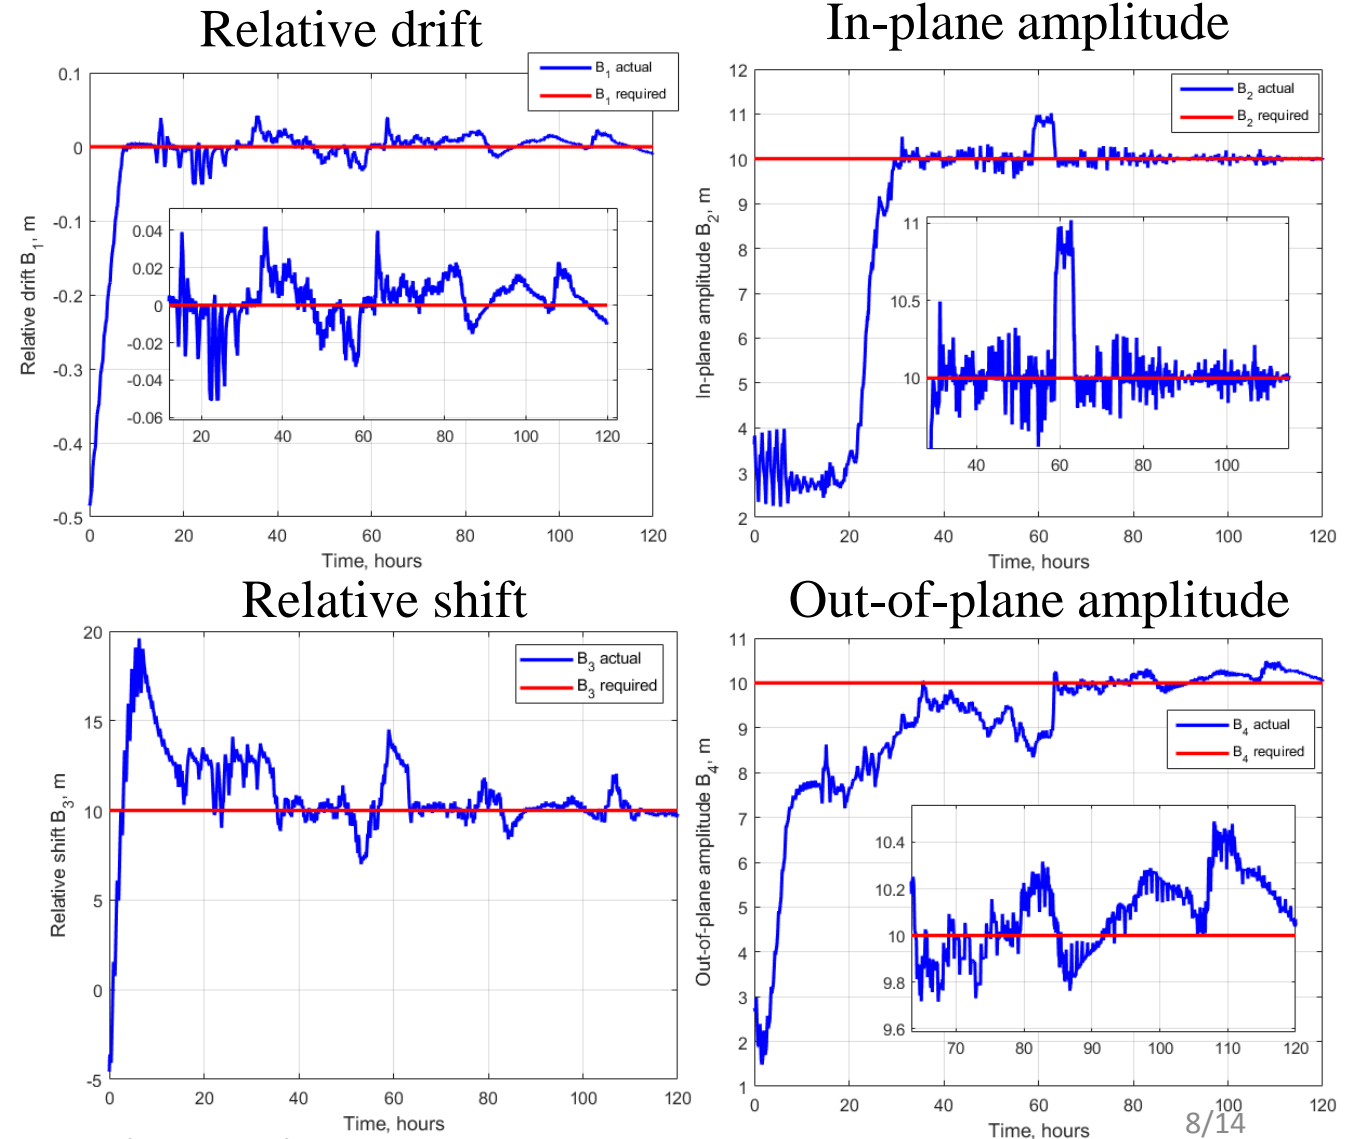 Relative drift
In-plane amplitude
B1 actual
B1 required
0.1
0
-0.1
-0.2
-0.3
-0.4
-0.5
Relative drift B1, m
0.04
0.02
0
-0.02
-0.04
-0.06
20 40 60 80 100 120
0 20 40 60 80 100 120
Time, hours
B2 actual
B2 required
12
11
10
9
8
7
6
5
4
3
2
In-plane amplitude B2, m
11
10.5
10
40 60 80 100
0 20 40 60 80 100 120
Time, hours
Relative shift
Out-of-plane amplitude
B3 actual
B3 required
20
15
10
5
0
-5
Relative shift B3, m
0 20 40 60 80 100 120
Time, hours
B4 actual
B4 required
11
10
9
8
7
6
5
4
3
2
1
Out-of-plane amplitude B4, m
10.4
10.2
10
9.8
9.6
70 80 90 100 110 120
0 20 40 60 80 100 120
Time, hours
8/14